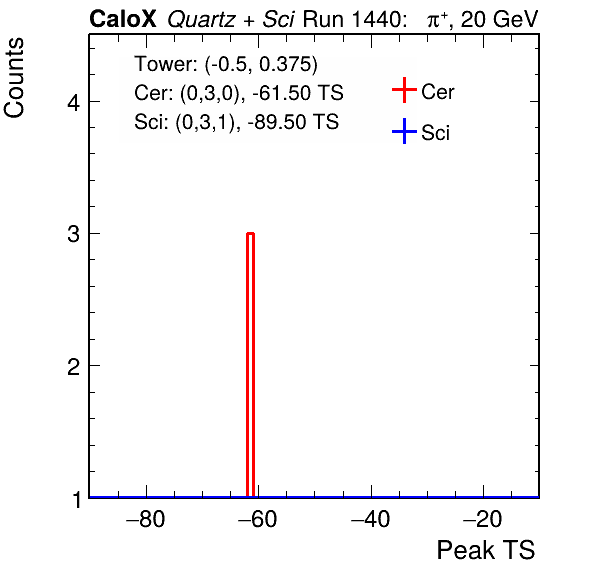 CaloX Quartz + Sci Run 1440: π+, 20 GeV
Counts
Tower: (-0.5, 0.375)
Cer: (0,3,0), -61.50 TS
Sci: (0,3,1), -89.50 TS
Cer
Sci
4
3
2
1
−80 −60 −40 −20
Peak TS